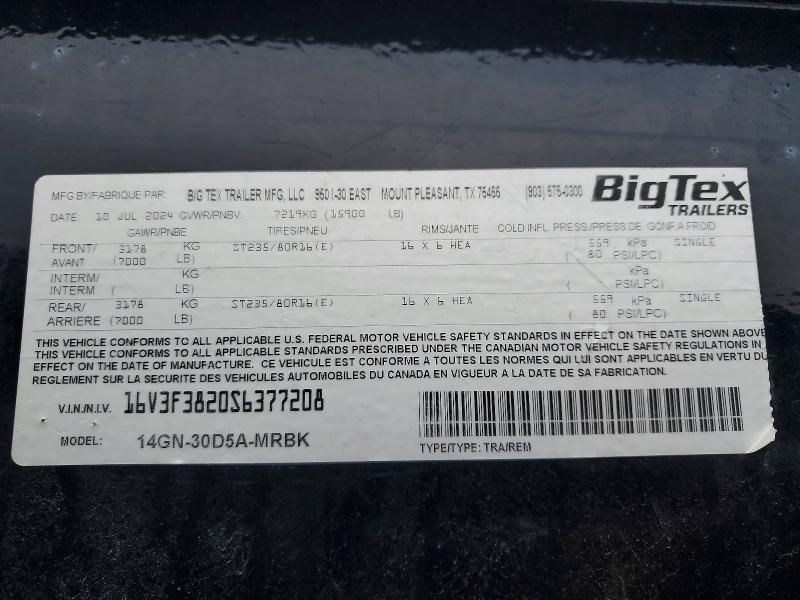 MFG BY/FABRIQUE PAR: BIG TEX TRAILER MFG, LLC 950 I-30 EAST MOUNT PLEASANT, TX 75455 (903) 575-0300 BigTex
TRAILERS
DATE: 10 JUL 2024 GVWR/PNBV: 7219KG (15900 LB)
GAWR/PNBE TIRES/PNEU. RIMS/JANTE COLD INFL. PRESS/PRESS DE GONF A FROID
FRONT/ 3178 KG ST235/80R16(E) 16 X 6 HEA 559 kPa SINGLE
AVANT (7000 LB) ( 80 PSI/LPC)
INTERM/ KG kPa
INTERM. ( LB) ( PSI/LPC)
REAR/ 3178 KG ST235/80R16(E) 16 X 6 HEA 559 kPa SINGLE
ARRIERE (7000 LB) ( 80 PSI/LPC)
THIS VEHICLE CONFORMS TO ALL APPLICABLE U.S. FEDERAL MOTOR VEHICLE SAFETY STANDARDS IN EFFECT ON THE DATE SHOWN ABOVE
THIS VEHICLE CONFORMS TO ALL APPLICABLE STANDARDS PRESCRIBED UNDER THE CANADIAN MOTOR VEHICLE SAFETY REGULATIONS IN
EFFECT ON THE DATE OF MANUFACTURE. CE VEHICULE EST CONFORME A TOUTES LES NORMES QUI LUI SONT APPLICABLES EN VERTU DU
REGLEMENT SUR LA SECURITE DES VEHICULES AUTOMOBILES DU CANADA EN VIGUEUR A LA DATE DE SA FABRICATION.
V.I.N./N.I.V. 16V3F3820S6377208
MODEL: 14GN-30D5A-MRBK
TYPE/TYPE: TRA/REM